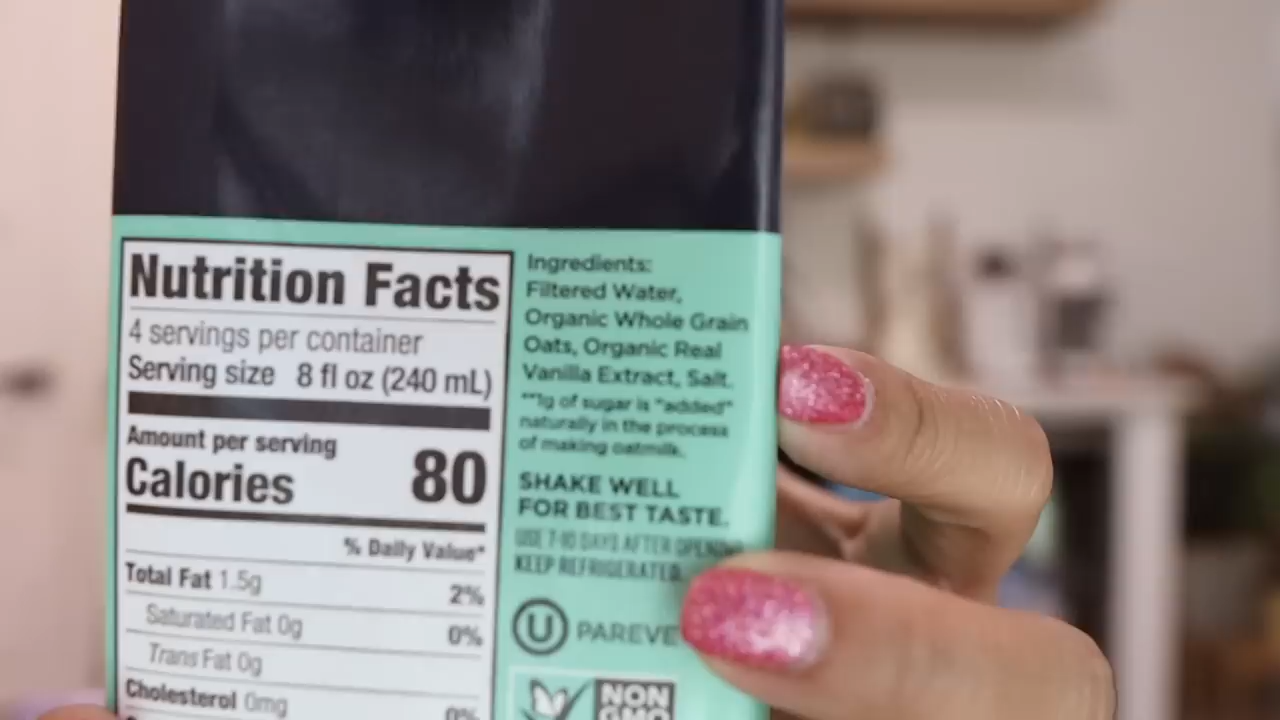 Nutrition Facts
4 servings per container
Serving size 8 fl oz (240 mL)
Amount per serving
Calories 80
% Daily Value*
Total Fat 1.5g 2%
Saturated Fat 0g 0%
Trans Fat 0g
Cholesterol 0mg 0%
Ingredients:
Filtered Water,
Organic Whole Grain
Oats, Organic Real
Vanilla Extract, Salt.
**1g of sugar is "added"
naturally in the process
of making oatmilk.
SHAKE WELL
FOR BEST TASTE.
USE 7-10 DAYS AFTER OPENING
KEEP REFRIGERATED.
U PAREVE
NON
GMO